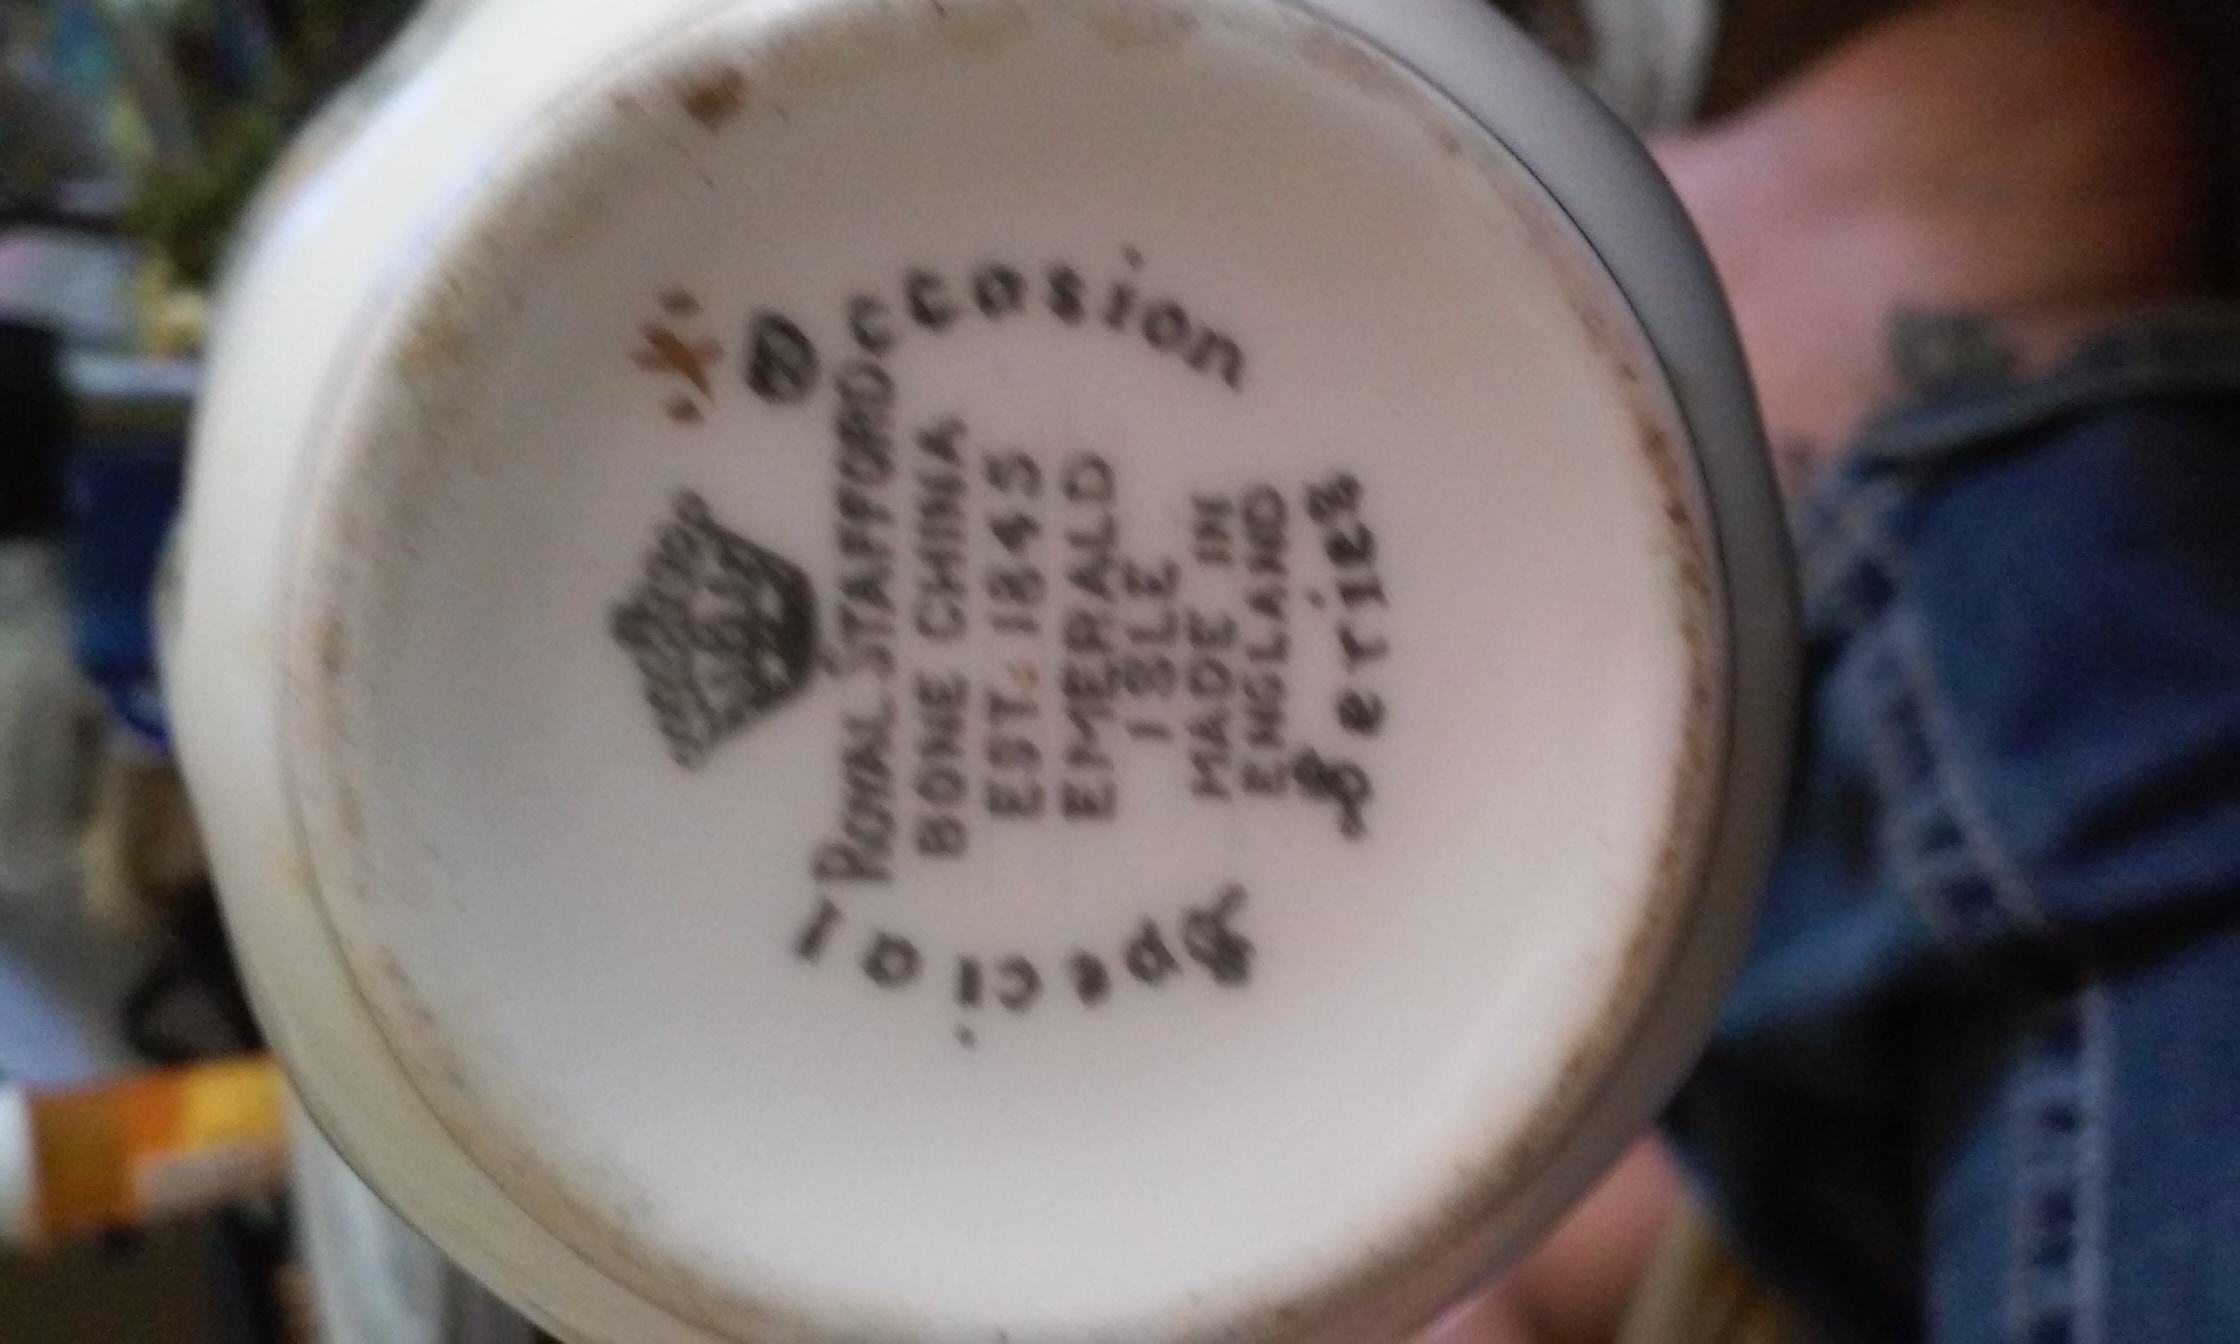 Special Occasion
ROYAL STAFFORD
BONE CHINA
EST. 1845
EMERALD
ISLE
MADE IN
ENGLAND
Series